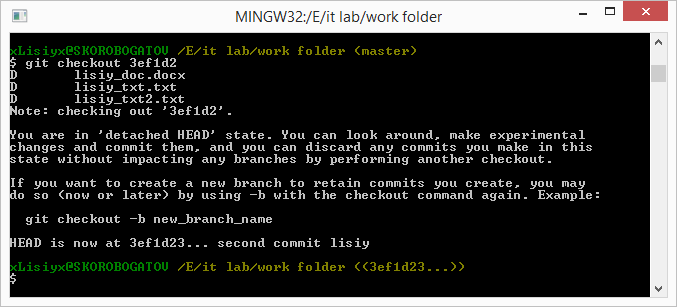 MINGW32:/E/it lab/work folder
xLisiyx@SKOROBOGATOV /E/it lab/work folder (master)
$ git checkout 3ef1d2
D       lisiy_doc.docx
D       lisiy_txt.txt
D       lisiy_txt2.txt
Note: checking out '3ef1d2'.
You are in 'detached HEAD' state. You can look around, make experimental
changes and commit them, and you can discard any commits you make in this
state without impacting any branches by performing another checkout.
If you want to create a new branch to retain commits you create, you may
do so (now or later) by using -b with the checkout command again. Example:
  git checkout -b new_branch_name
HEAD is now at 3ef1d23... second commit lisiy
xLisiyx@SKOROBOGATOV /E/it lab/work folder ((3ef1d23...))
$